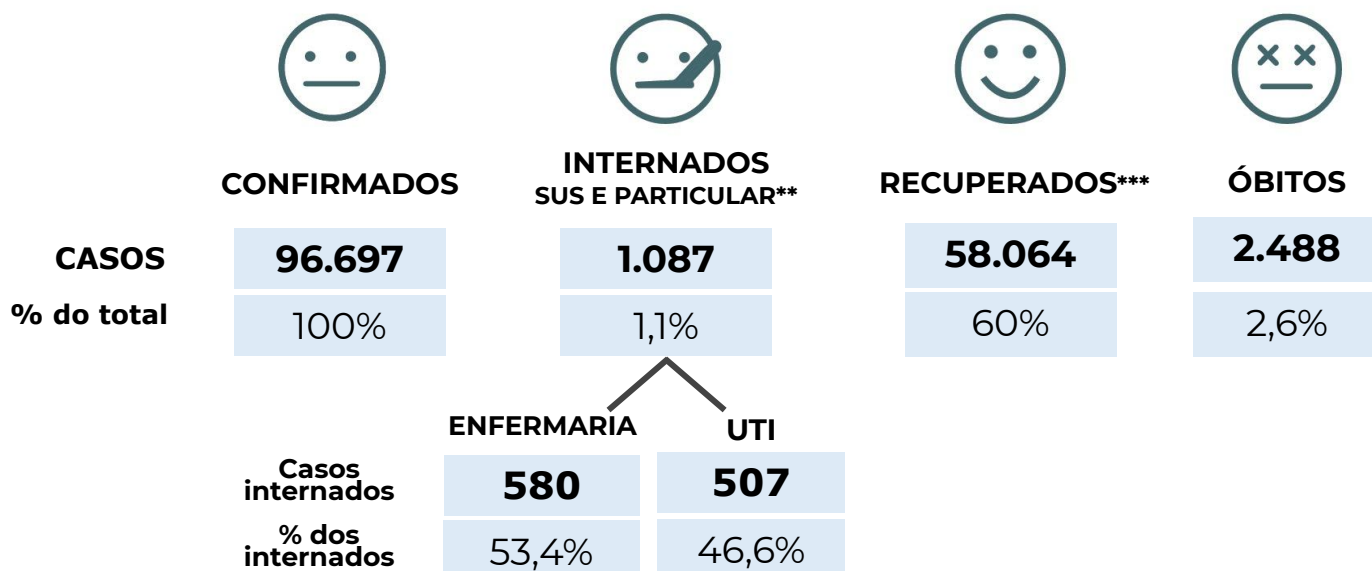 CONFIRMADOS
INTERNADOS
SUS E PARTICULAR**
RECUPERADOS***
ÓBITOS
CASOS
96.697
1.087
58.064
2.488
% do total
100%
1,1%
60%
2,6%
ENFERMARIA
UTI
Casos
internados
580
507
% dos
internados
53,4%
46,6%